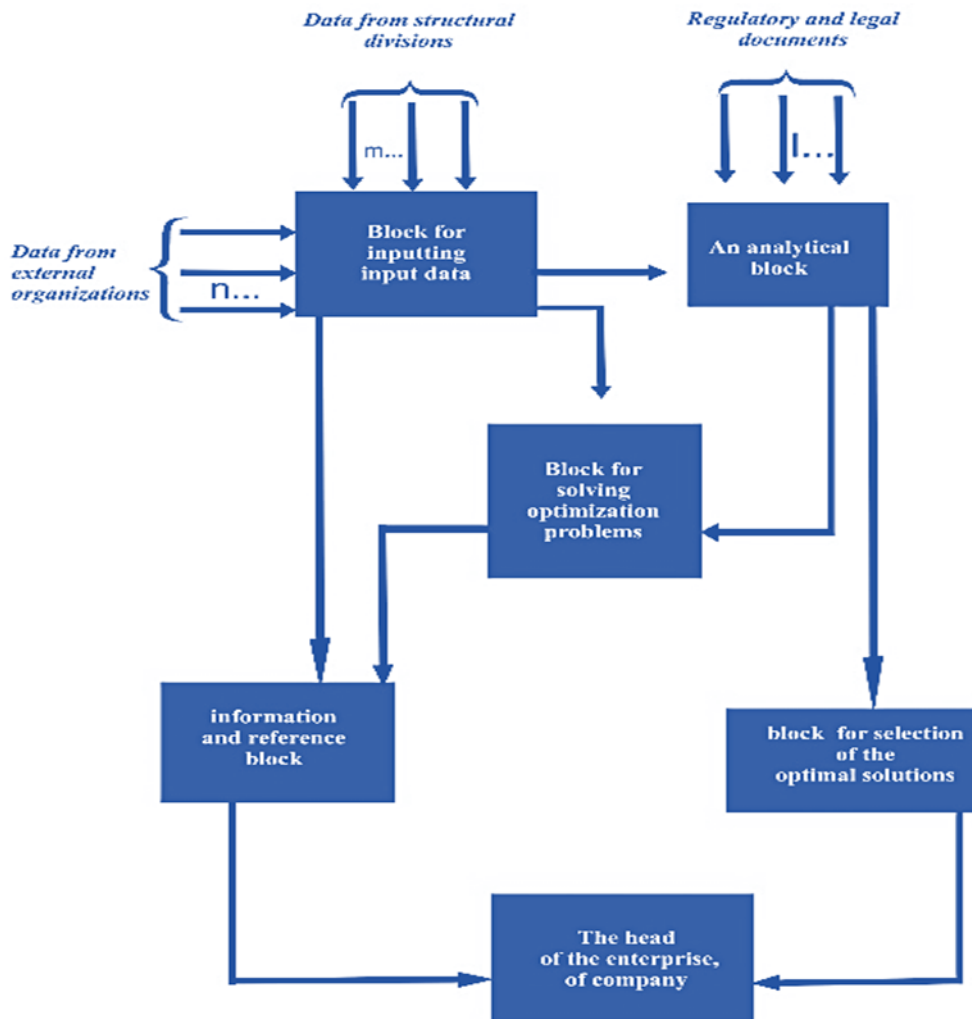 Data from structural
divisions
Regulatory and legal
documents
m...
l...
Data from
external
organizations
n...
Block for
inputting
input data
An analytical
block
Block for
solving
optimization
problems
information
and reference
block
block for selection
of the
optimal solutions
The head
of the enterprise,
of company